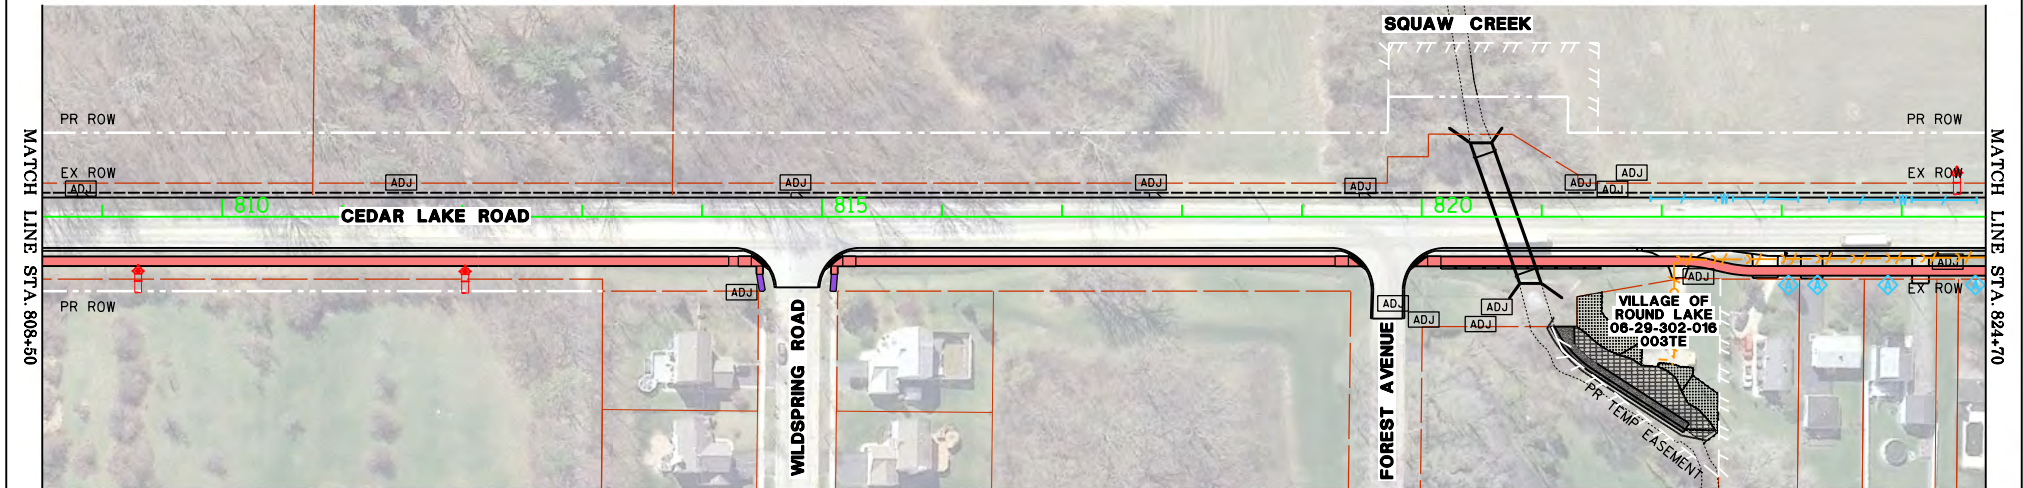 SQUAW CREEK
PR ROW
PR ROW
EX ROW
EX ROW
ADJ
ADJ
ADJ
ADJ
ADJ
ADJ
ADJ
ADJ
810
815
820
CEDAR LAKE ROAD
MATCH LINE STA. 808+50
MATCH LINE STA. 824+70
ADJ
ADJ
ADJ
EX ROW
PR ROW
ADJ
ADJ
ADJ
ADJ
VILLAGE OF
ROUND LAKE
06-29-302-016
003TE
WILDSPRING ROAD
FOREST AVENUE
PR TEMP EASEMENT